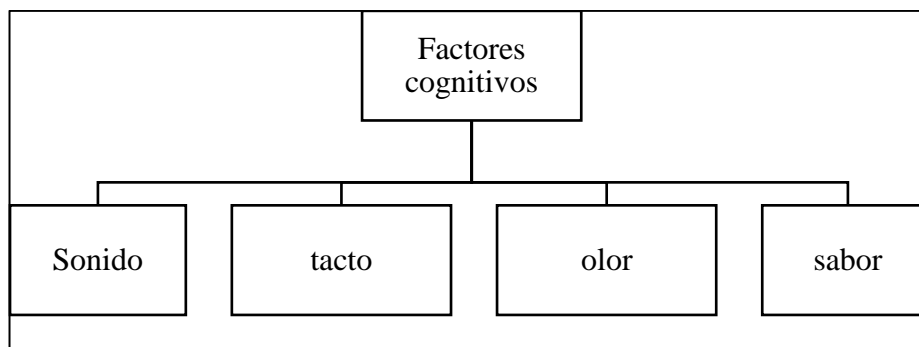 Factores
cognitivos
Sonido
tacto
olor
sabor